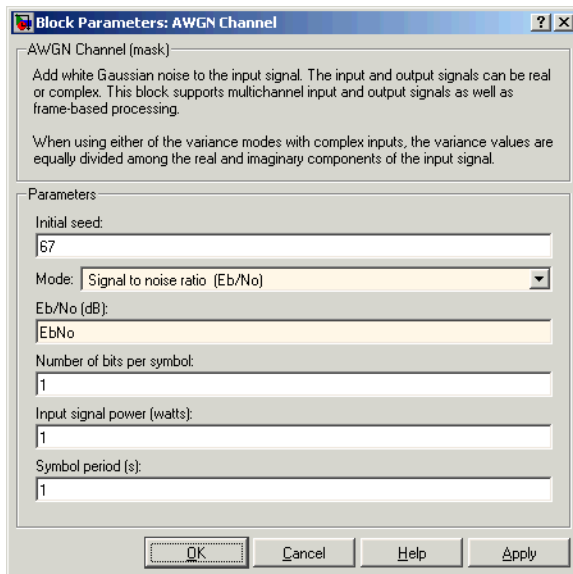 Block Parameters: AWGN Channel
AWGN Channel (mask)
Add white Gaussian noise to the input signal. The input and output signals can be real
or complex. This block supports multichannel input and output signals as well as
frame-based processing.
When using either of the variance modes with complex inputs, the variance values are
equally divided among the real and imaginary components of the input signal.
Parameters
Initial seed:
67
Mode: Signal to noise ratio (Eb/No)
Eb/No (dB):
EbNo
Number of bits per symbol:
1
Input signal power (watts):
1
Symbol period (s):
1
OK Cancel Help Apply